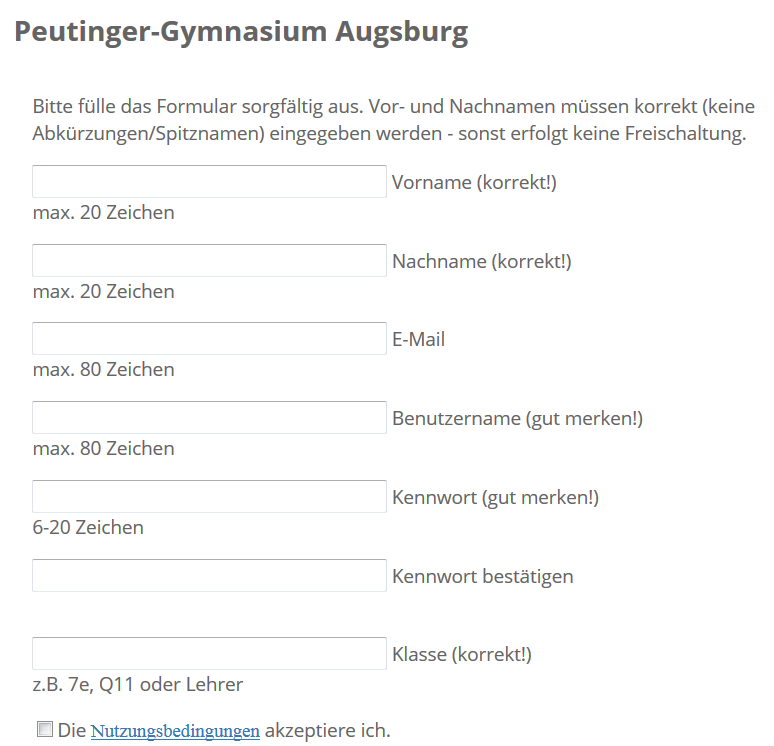 Peutinger-Gymnasium Augsburg
Bitte fülle das Formular sorgfältig aus. Vor- und Nachnamen müssen korrekt (keine
Abkürzungen/Spitznamen) eingegeben werden - sonst erfolgt keine Freischaltung.
Vorname (korrekt!)
max. 20 Zeichen
Nachname (korrekt!)
max. 20 Zeichen
E-Mail
max. 80 Zeichen
Benutzername (gut merken!)
max. 80 Zeichen
Kennwort (gut merken!)
6-20 Zeichen
Kennwort bestätigen
Klasse (korrekt!)
z.B. 7e, Q11 oder Lehrer
Die Nutzungsbedingungen akzeptiere ich.